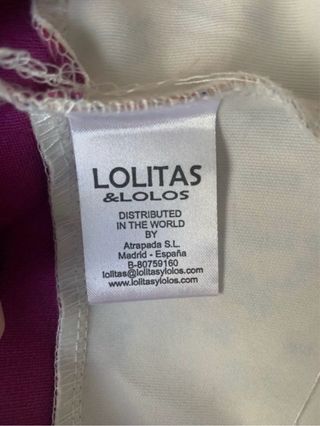 LOLITAS
&LOLOS
DISTRIBUTED
IN THE WORLD
BY
Atrapada S.L.
Madrid - España
B-80759160
lolitas@lolitasylolos.com
www.lolitasylolos.com